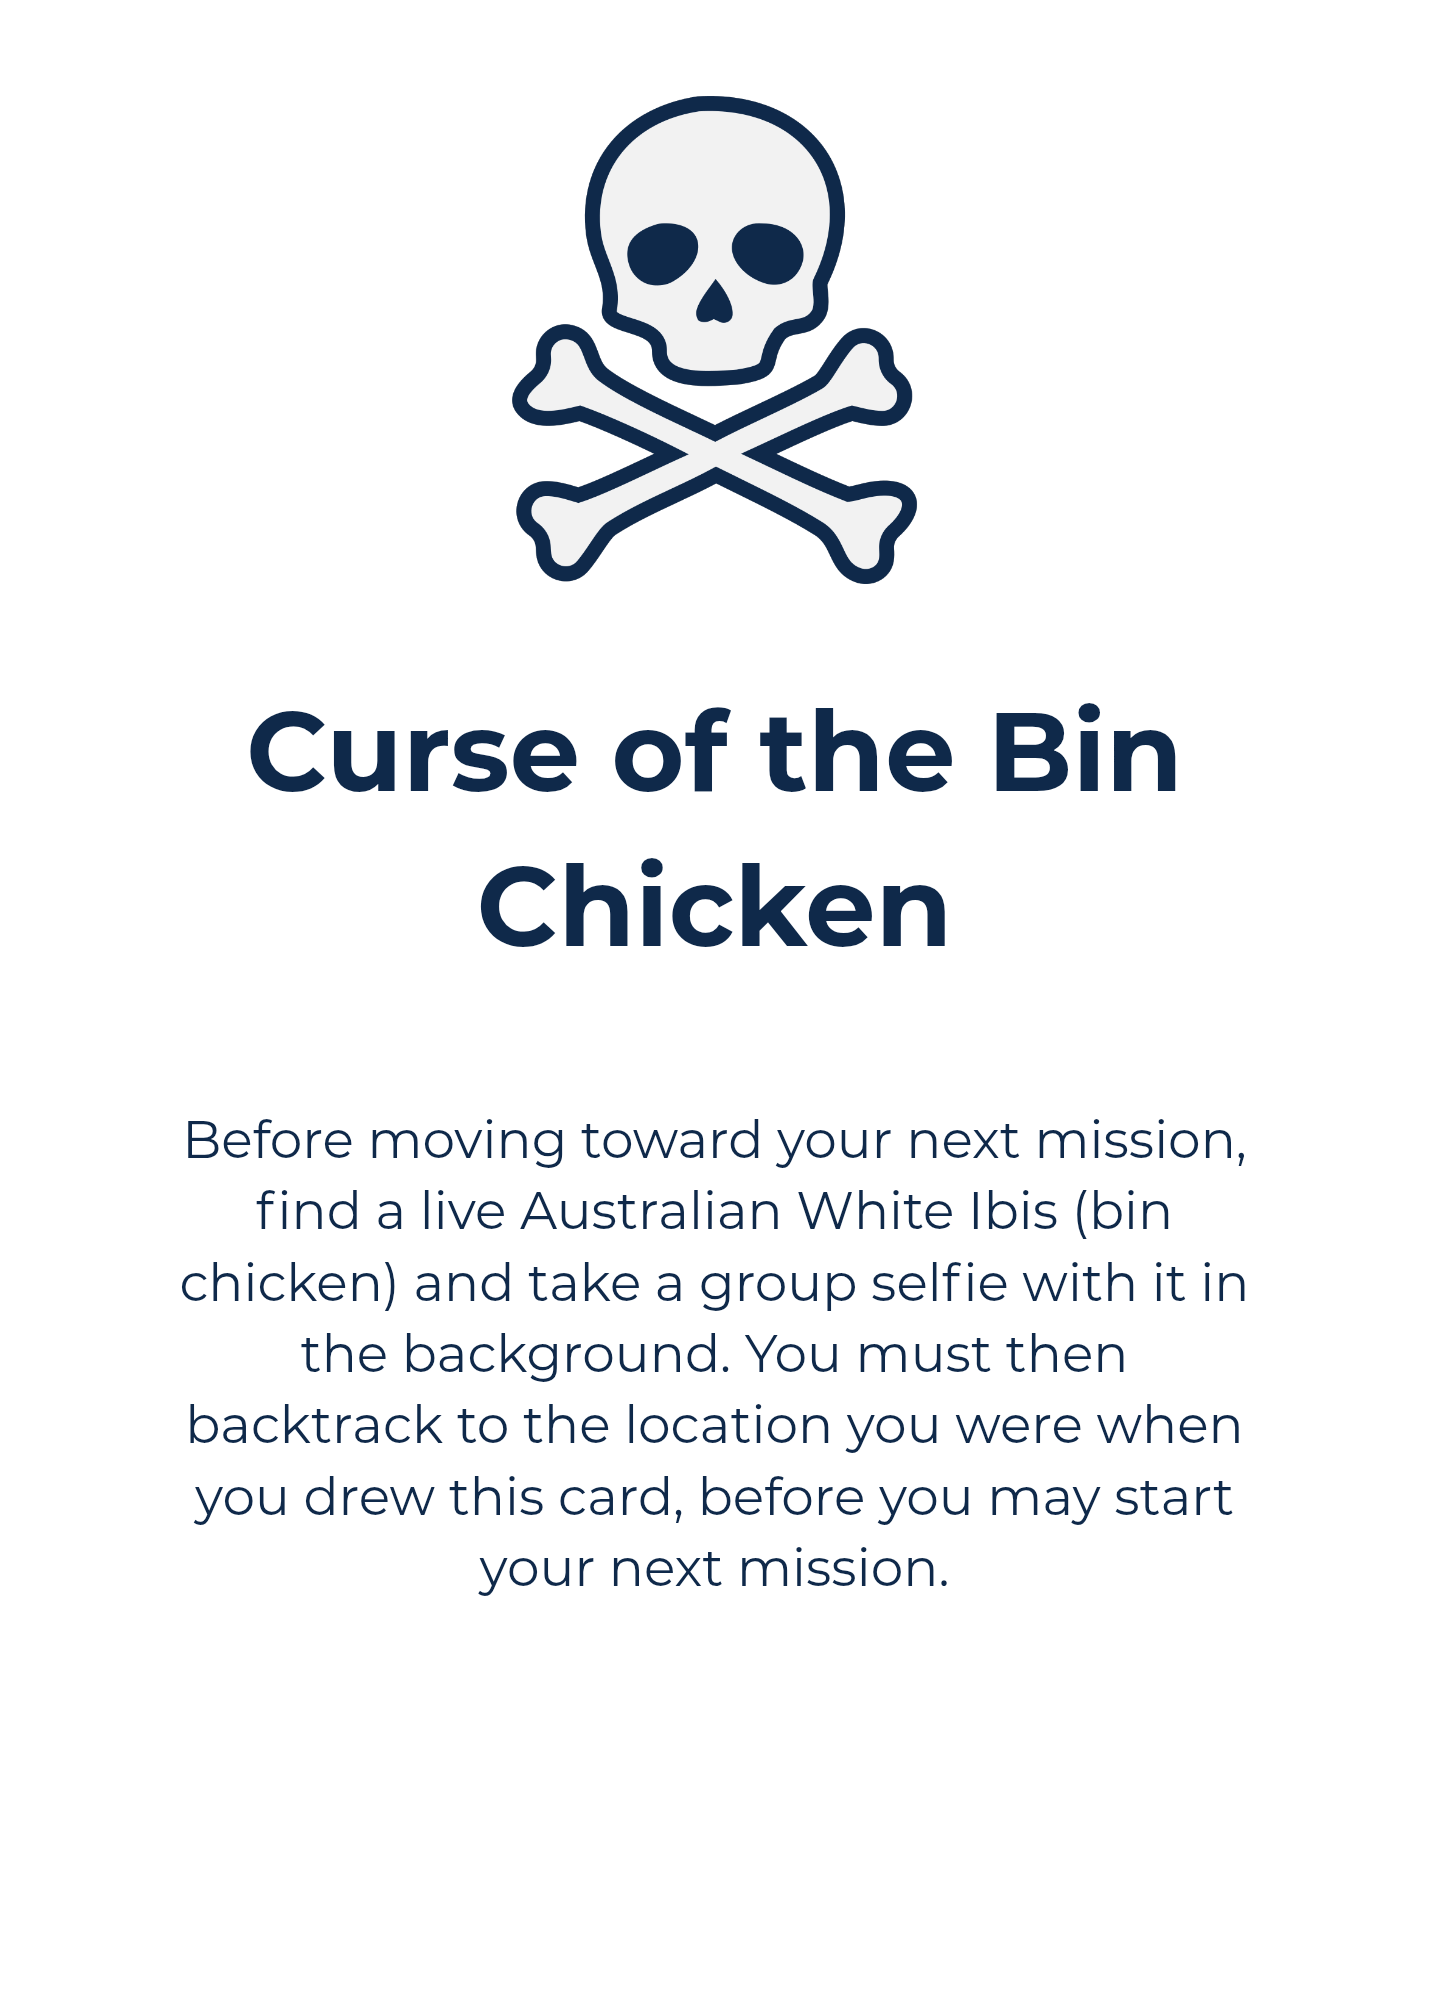 Curse of the Bin
Chicken
Before moving toward your next mission,
find a live Australian White Ibis (bin
chicken) and take a group selfie with it in
the background. You must then
backtrack to the location you were when
you drew this card, before you may start
your next mission.